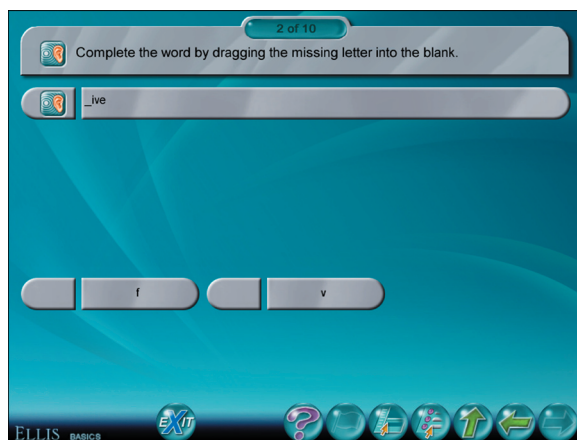 2 of 10
Complete the word by dragging the missing letter into the blank.
_ive
f
v
EXIT
ELLIS BASICS